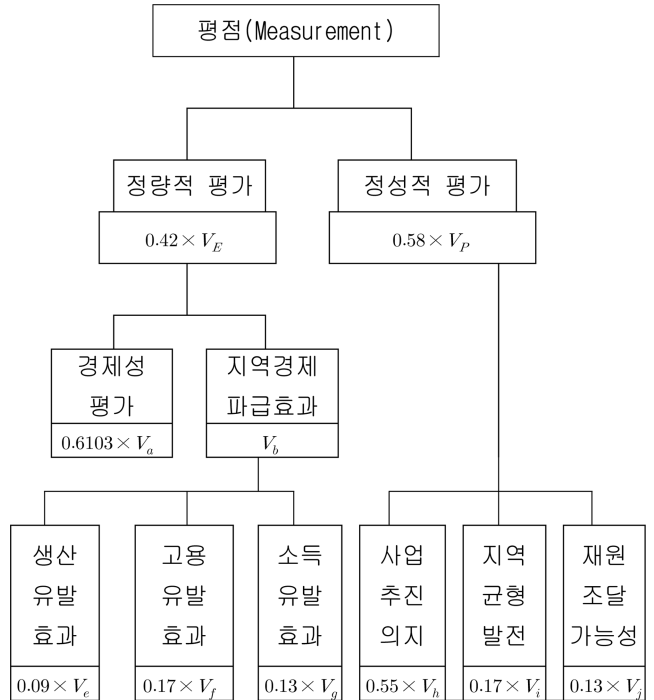 평점(Measurement)
정량적 평가
정성적 평가
0.42× V_E
0.58× V_P
경제성
평가
지역경제
파급효과
0.6103× V_a
V_b
생산
유발
효과
고용
유발
효과
소득
유발
효과
사업
추진
의지
지역
균형
발전
재원
조달
가능성
0.09× V_e
0.17× V_f
0.13× V_g
0.55× V_h
0.17× V_i
0.13× V_j